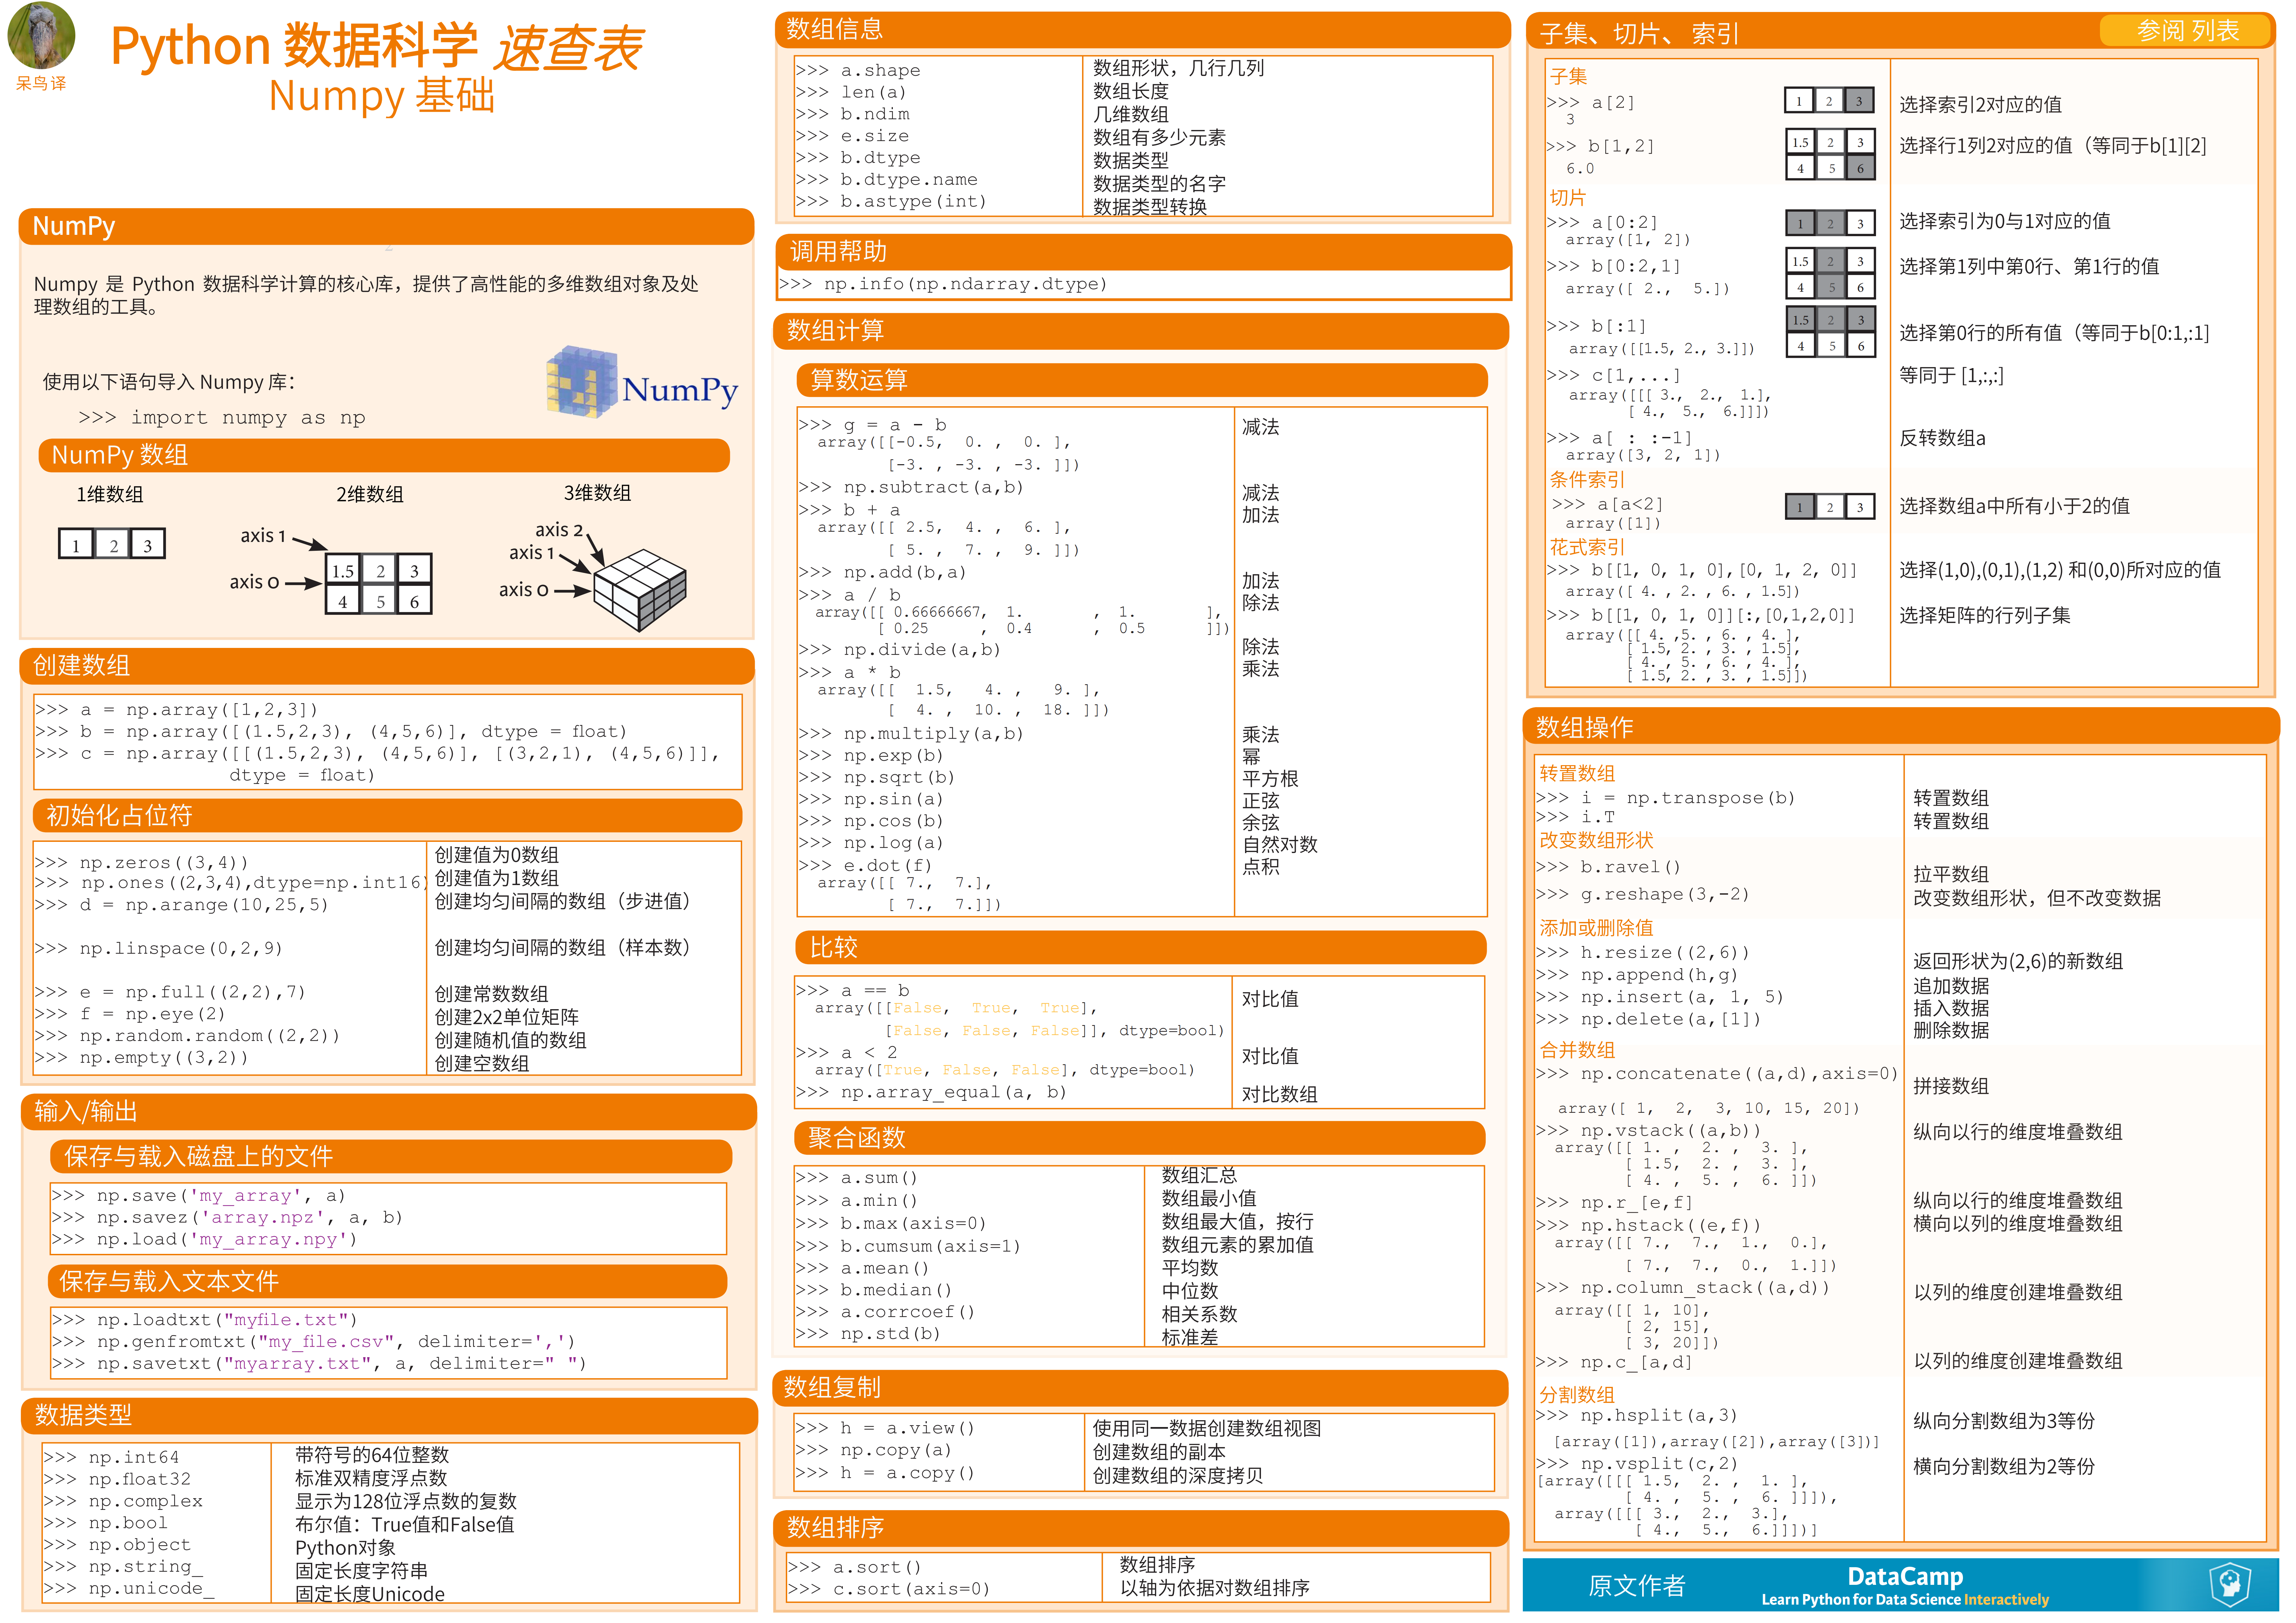 呆鸟译
Python 数据科学 速查表
Numpy 基础
NumPy
2
Numpy 是 Python 数据科学计算的核心库，提供了高性能的多维数组对象及处
理数组的工具。
使用以下语句导入 Numpy 库：
>>> import numpy as np
NumPy
NumPy 数组
1维数组
2维数组
3维数组
1 2 3
axis 1
axis 0
1.5 2 3
4 5 6
axis 2
axis 1
axis 0
创建数组
>>> a = np.array([1,2,3])
>>> b = np.array([(1.5,2,3), (4,5,6)], dtype = float)
>>> c = np.array([[(1.5,2,3), (4,5,6)], [(3,2,1), (4,5,6)]],
dtype = float)
初始化占位符
>>> np.zeros((3,4)) 创建值为0数组
>>> np.ones((2,3,4),dtype=np.int16) 创建值为1数组
>>> d = np.arange(10,25,5) 创建均匀间隔的数组（步进值）
>>> np.linspace(0,2,9) 创建均匀间隔的数组（样本数）
>>> e = np.full((2,2),7) 创建常数数组
>>> f = np.eye(2) 创建2x2单位矩阵
>>> np.random.random((2,2)) 创建随机值的数组
>>> np.empty((3,2)) 创建空数组
输入/输出
保存与载入磁盘上的文件
>>> np.save('my_array', a)
>>> np.savez('array.npz', a, b)
>>> np.load('my_array.npy')
保存与载入文本文件
>>> np.loadtxt("myfile.txt")
>>> np.genfromtxt("my_file.csv", delimiter=',')
>>> np.savetxt("myarray.txt", a, delimiter=" ")
数据类型
>>> np.int64 带符号的64位整数
>>> np.float32 标准双精度浮点数
>>> np.complex 显示为128位浮点数的复数
>>> np.bool 布尔值：True值和False值
>>> np.object Python对象
>>> np.string_ 固定长度字符串
>>> np.unicode_ 固定长度Unicode
数组信息
>>> a.shape 数组形状，几行几列
>>> len(a) 数组长度
>>> b.ndim 几维数组
>>> e.size 数组有多少元素
>>> b.dtype 数据类型
>>> b.dtype.name 数据类型的名字
>>> b.astype(int) 数据类型转换
调用帮助
>>> np.info(np.ndarray.dtype)
数组计算
算数运算
>>> g = a - b 减法
array([[-0.5, 0. , 0. ],
[-3. , -3. , -3. ]])
>>> np.subtract(a,b) 减法
>>> b + a 加法
array([[ 2.5, 4. , 6. ],
[ 5. , 7. , 9. ]])
>>> np.add(b,a) 加法
>>> a / b 除法
array([[ 0.66666667, 1. , 1. ],
[ 0.25 , 0.4 , 0.5 ]])
>>> np.divide(a,b) 除法
>>> a * b 乘法
array([[ 1.5, 4. , 9. ],
[ 4. , 10. , 18. ]])
>>> np.multiply(a,b) 乘法
>>> np.exp(b) 幂
>>> np.sqrt(b) 平方根
>>> np.sin(a) 正弦
>>> np.cos(b) 余弦
>>> np.log(a) 自然对数
>>> e.dot(f) 点积
array([[ 7., 7.],
[ 7., 7.]])
比较
>>> a == b 对比值
array([[False, True, True],
[False, False, False]], dtype=bool)
>>> a < 2 对比值
array([True, False, False], dtype=bool)
>>> np.array_equal(a, b) 对比数组
聚合函数
>>> a.sum() 数组汇总
>>> a.min() 数组最小值
>>> b.max(axis=0) 数组最大值，按行
>>> b.cumsum(axis=1) 数组元素的累加值
>>> a.mean() 平均数
>>> b.median() 中位数
>>> a.corrcoef() 相关系数
>>> np.std(b) 标准差
数组复制
>>> h = a.view() 使用同一数据创建数组视图
>>> np.copy(a) 创建数组的副本
>>> h = a.copy() 创建数组的深度拷贝
数组排序
>>> a.sort() 数组排序
>>> c.sort(axis=0) 以轴为依据对数组排序
子集、切片、 索引
参阅 列表
子集
>>> a[2] 1 2 3 选择索引2对应的值
3
>>> b[1,2] 1.5 2 3 选择行1列2对应的值（等同于b[1][2]
6.0 4 5 6
切片
>>> a[0:2] 1 2 3 选择索引为0与1对应的值
array([1, 2])
>>> b[0:2,1] 1.5 2 3 选择第1列中第0行、第1行的值
array([ 2., 5.]) 4 5 6
>>> b[:1] 1.5 2 3 选择第0行的所有值（等同于b[0:1,:1]
array([[1.5, 2., 3.]]) 4 5 6
>>> c[1,...] 等同于 [1,:,:]
array([[[ 3., 2., 1.],
[ 4., 5., 6.]]])
>>> a[ : :-1] 反转数组a
array([3, 2, 1])
条件索引
>>> a[a<2] 1 2 3 选择数组a中所有小于2的值
array([1])
花式索引
>>> b[[1, 0, 1, 0],[0, 1, 2, 0]] 选择(1,0),(0,1),(1,2) 和(0,0)所对应的值
array([ 4. , 2. , 6. , 1.5])
>>> b[[1, 0, 1, 0]][:,[0,1,2,0]] 选择矩阵的行列子集
array([[ 4. ,5. , 6. , 4. ],
[ 1.5, 2. , 3. , 1.5],
[ 4. , 5. , 6. , 4. ],
[ 1.5, 2. , 3. , 1.5]])
数组操作
转置数组
>>> i = np.transpose(b) 转置数组
>>> i.T 转置数组
改变数组形状
>>> b.ravel() 拉平数组
>>> g.reshape(3,-2) 改变数组形状，但不改变数据
添加或删除值
>>> h.resize((2,6)) 返回形状为(2,6)的新数组
>>> np.append(h,g) 追加数据
>>> np.insert(a, 1, 5) 插入数据
>>> np.delete(a,[1]) 删除数据
合并数组
>>> np.concatenate((a,d),axis=0) 拼接数组
array([ 1, 2, 3, 10, 15, 20])
>>> np.vstack((a,b)) 纵向以行的维度堆叠数组
array([[ 1. , 2. , 3. ],
[ 1.5, 2. , 3. ],
[ 4. , 5. , 6. ]])
>>> np.r_[e,f] 纵向以行的维度堆叠数组
>>> np.hstack((e,f)) 横向以列的维度堆叠数组
array([[ 7., 7., 1., 0.],
[ 7., 7., 0., 1.]])
>>> np.column_stack((a,d)) 以列的维度创建堆叠数组
array([[ 1, 10],
[ 2, 15],
[ 3, 20]])
>>> np.c_[a,d] 以列的维度创建堆叠数组
分割数组
>>> np.hsplit(a,3) 纵向分割数组为3等份
[array([1]),array([2]),array([3])]
>>> np.vsplit(c,2) 横向分割数组为2等份
[array([[[ 1.5, 2. , 1. ],
[ 4. , 5. , 6. ]]]),
array([[[ 3., 2., 3.],
[ 4., 5., 6.]]])]
原文作者
DataCamp
Learn Python for Data Science Interactively